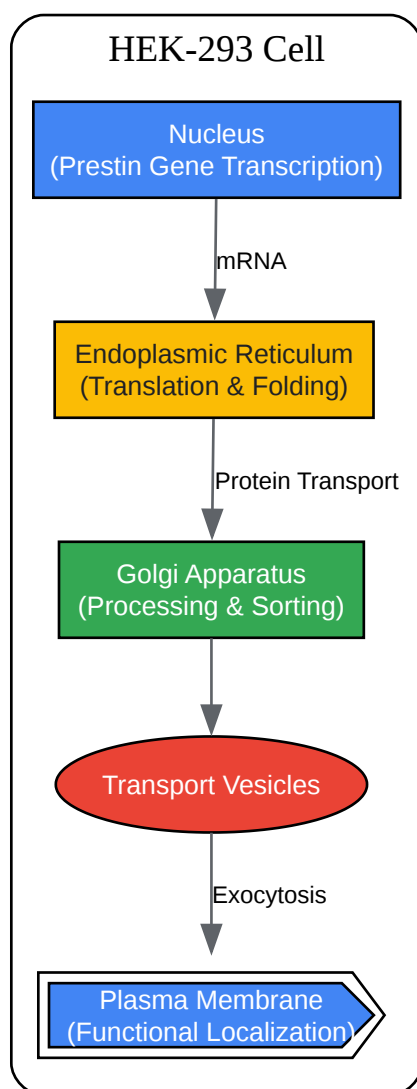 HEK-293 Cell
Nucleus
(Prestin Gene Transcription)
mRNA
Endoplasmic Reticulum
(Translation & Folding)
Protein Transport
Golgi Apparatus
(Processing & Sorting)
Transport Vesicles
Exocytosis
Plasma Membrane
(Functional Localization)